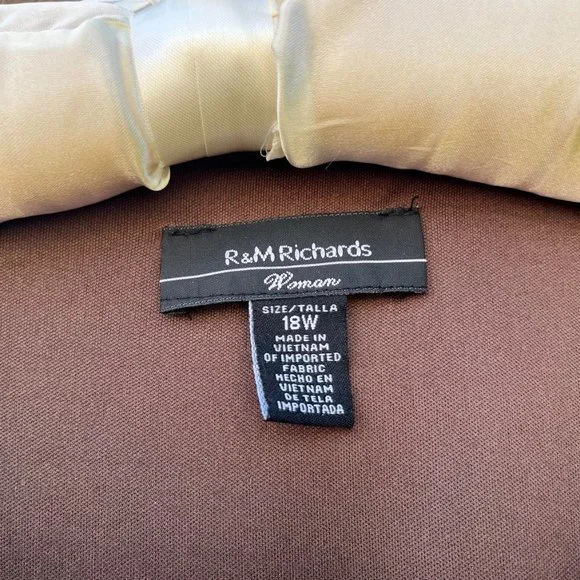 R&M Richards
Woman
SIZE/TALLA
18W
MADE IN
VIETNAM
OF IMPORTED
FABRIC
HECHO EN
VIETNAM
DE TELA
IMPORTADA